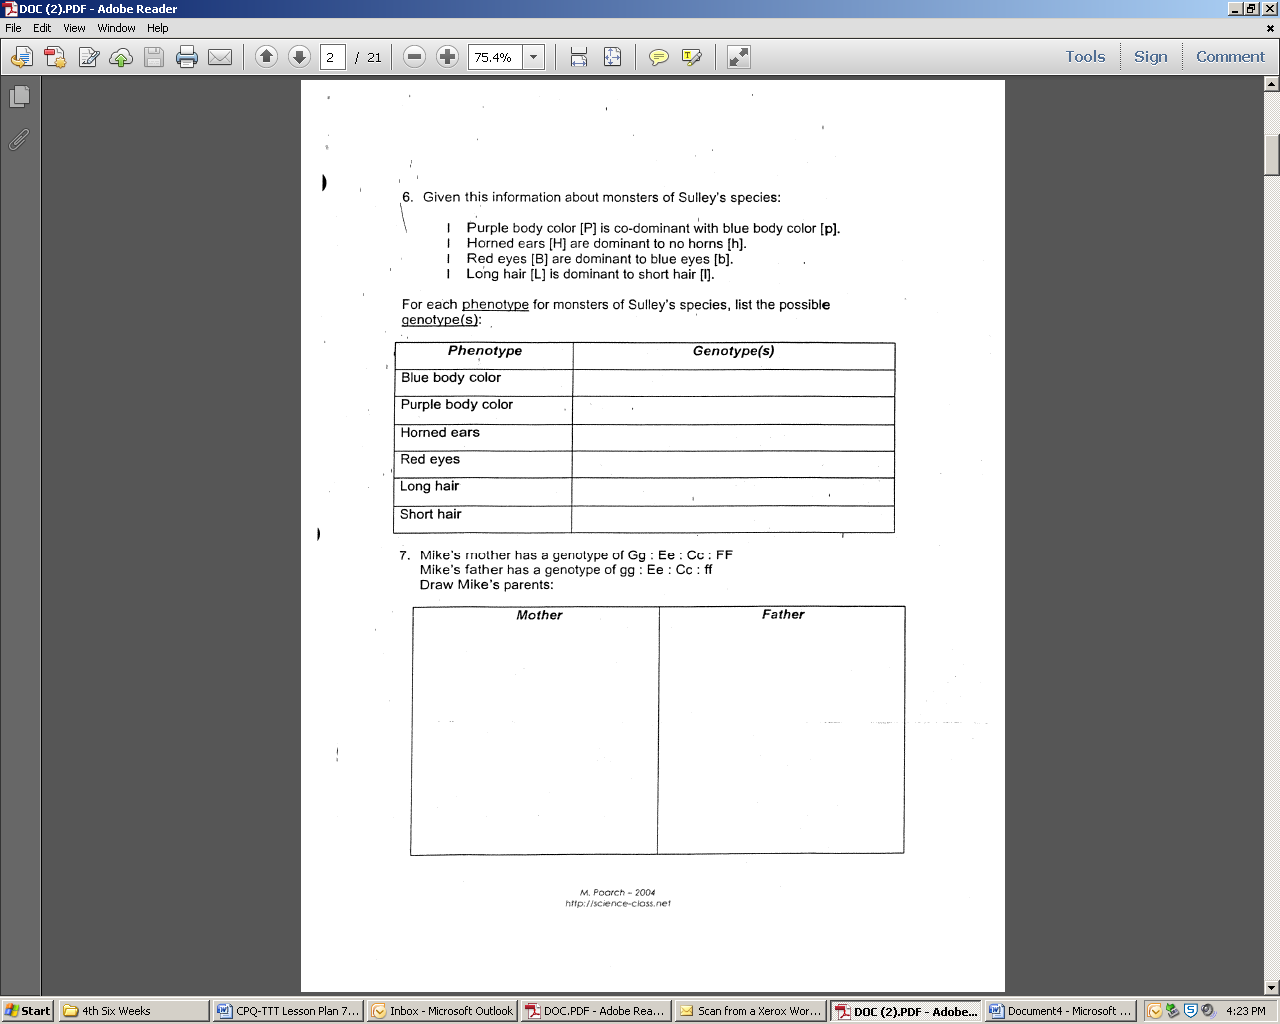 DOC (2).PDF - Adobe Reader
File Edit View Window Help
2 / 21 75.4% Tools Sign Comment
6. Given this information about monsters of Sulley's species:
l Purple body color [P] is co-dominant with blue body color [p].
l Horned ears [H] are dominant to no horns [h].
l Red eyes [B] are dominant to blue eyes [b].
l Long hair [L] is dominant to short hair [l].
For each phenotype for monsters of Sulley's species, list the possible
genotype(s):
Phenotype Genotype(s)
Blue body color
Purple body color
Horned ears
Red eyes
Long hair
Short hair
7. Mike's mother has a genotype of Gg : Ee : Cc : FF
Mike's father has a genotype of gg : Ee : Cc : ff
Draw Mike's parents:
Mother Father
M. Poarch – 2004
http://science-class.net
Start 4th Six Weeks CPQ-TTT Lesson Plan 7... Inbox - Microsoft Outlook DOC.PDF - Adobe Rea... Scan from a Xerox Wor... DOC (2).PDF - Adobe... Document4 - Microsoft ... 4:23 PM